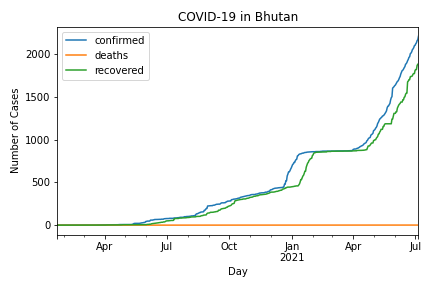 COVID-19 in Bhutan
confirmed
deaths
recovered
Number of Cases
2000
1500
1000
500
0
Apr Jul Oct Jan Apr Jul
2021
Day